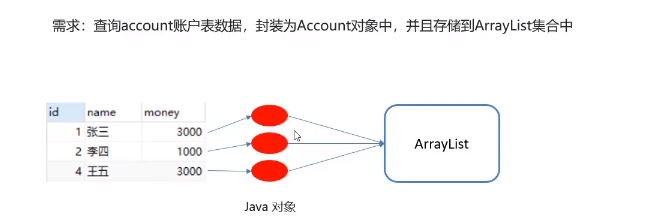 需求：查询account账户表数据，封装为Account对象中，并且存储到ArrayList集合中
id name money
1 张三 3000
2 李四 1000
4 王五 3000
ArrayList
Java 对象